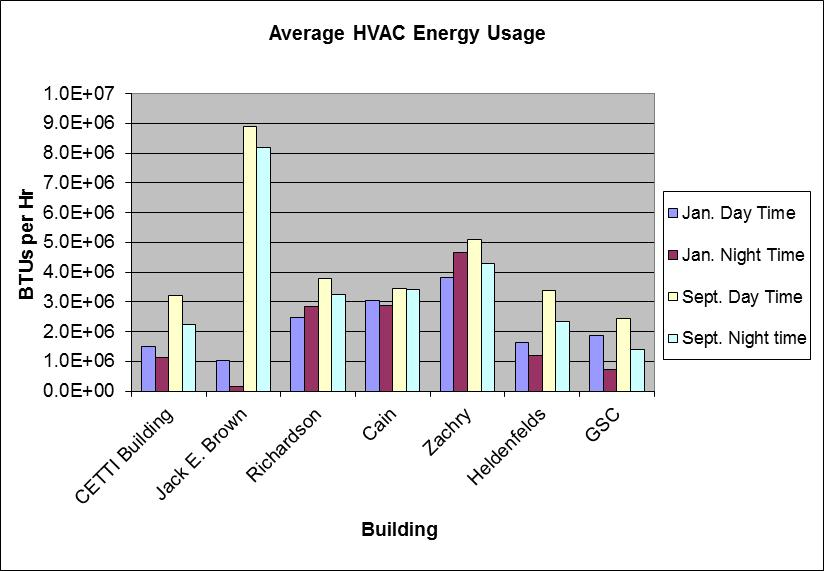 Average HVAC Energy Usage
1.0E+07
9.0E+06
8.0E+06
7.0E+06
6.0E+06
5.0E+06
4.0E+06
3.0E+06
2.0E+06
1.0E+06
0.0E+00
BTUs per Hr
CETTI Building
Jack E. Brown
Richardson
Cain
Zachry
Heldenfelds
GSC
Building
Jan. Day Time
Jan. Night Time
Sept. Day Time
Sept. Night time